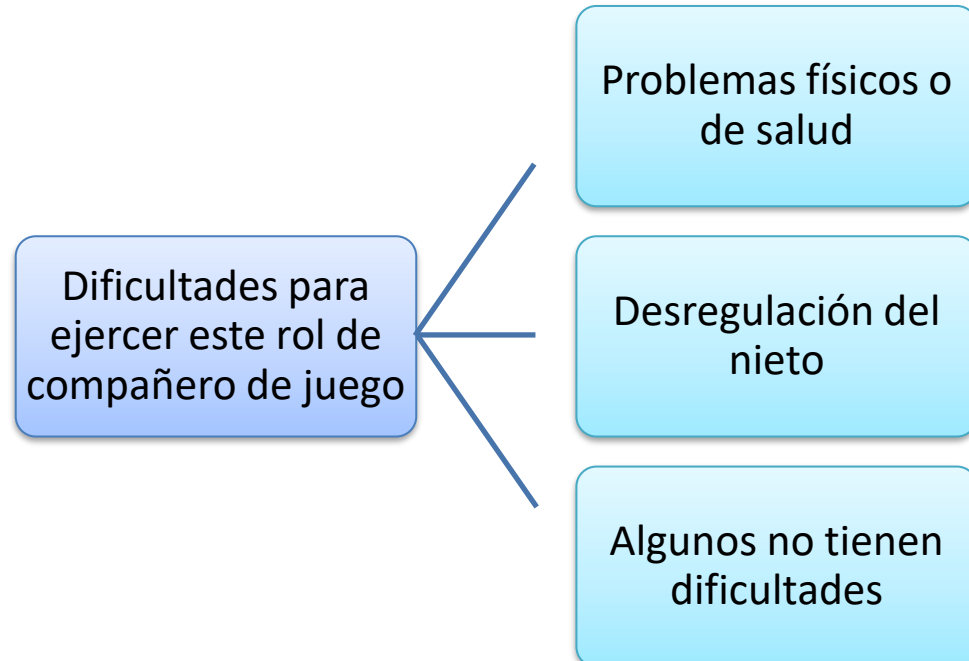 Problemas físicos o
de salud
Dificultades para
ejercer este rol de
compañero de juego
Desregulación del
nieto
Algunos no tienen
dificultades